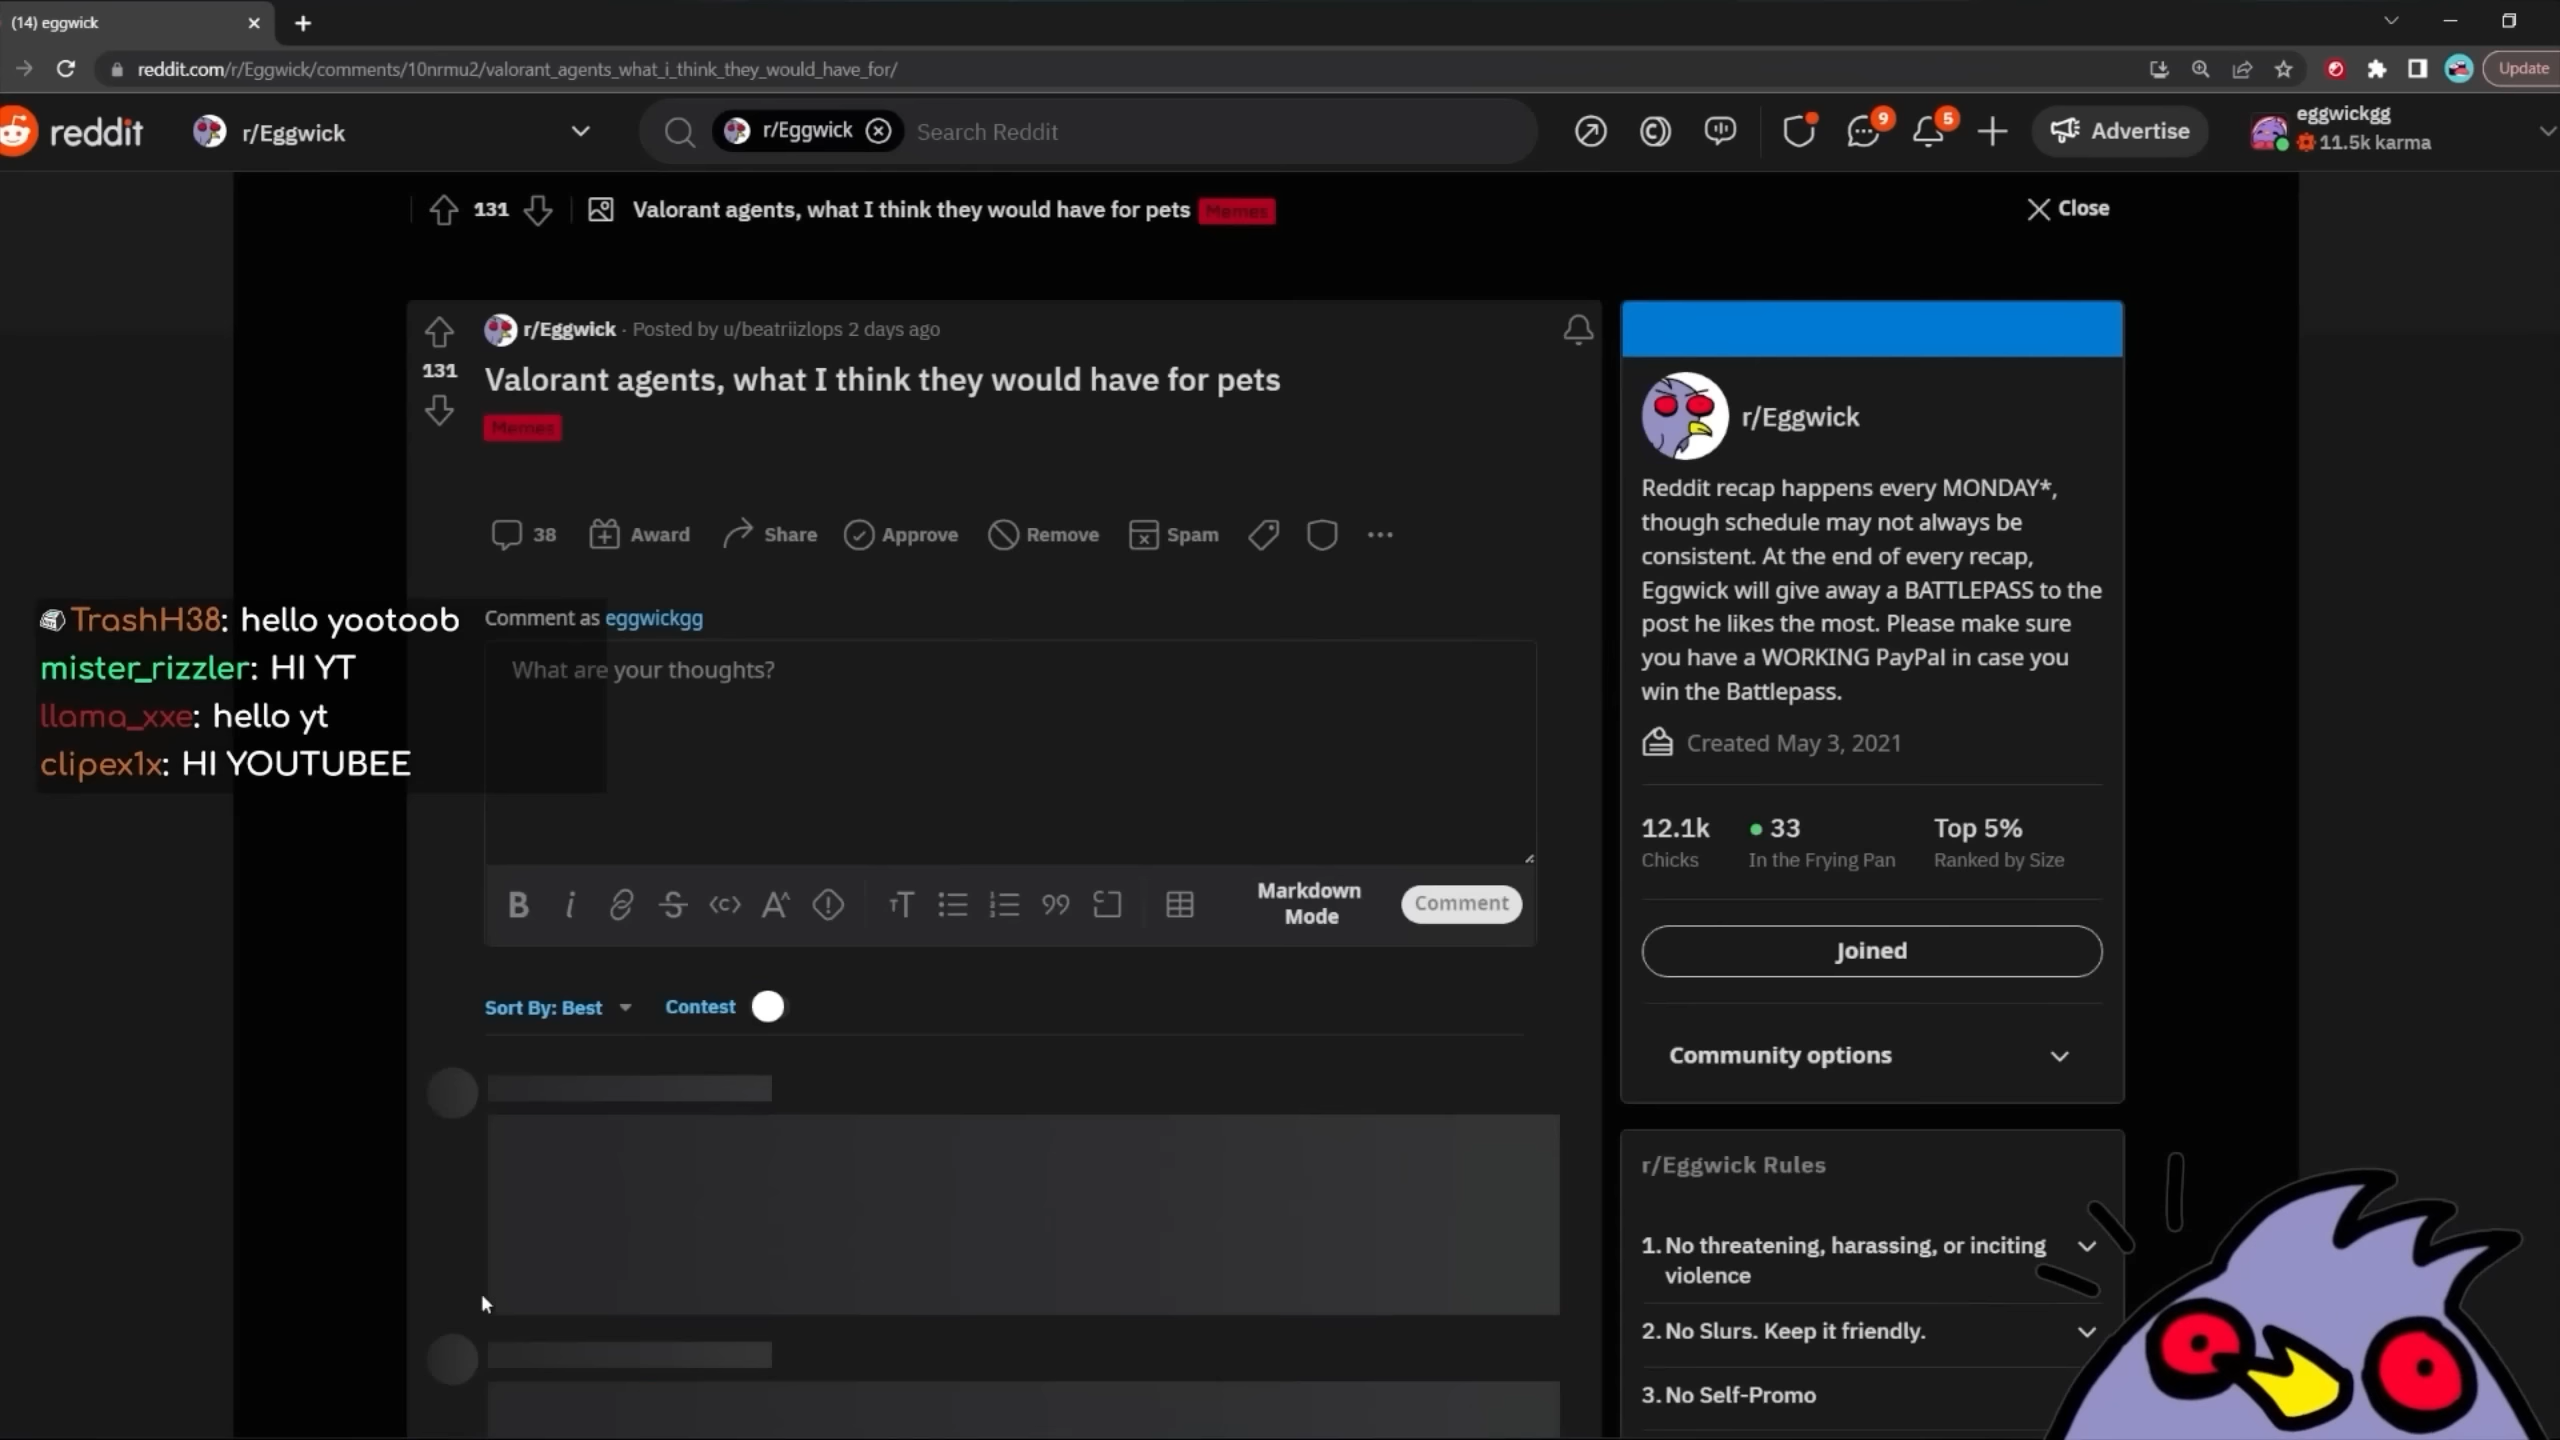 (14) eggwick
reddit.com/r/Eggwick/comments/10nrmu2/valorant_agents_what_i_think_they_would_have_for/
Update
reddit
r/Eggwick
r/Eggwick
Search Reddit
9
5
Advertise
eggwickgg
11.5k karma
131
Valorant agents, what I think they would have for pets
Memes
Close
r/Eggwick · Posted by u/beatriizlops 2 days ago
131
Valorant agents, what I think they would have for pets
Memes
38
Award
Share
Approve
Remove
Spam
TrashH38: hello yootoob
mister_rizzler: HI YT
llama_xxe: hello yt
clipex1x: HI YOUTUBEE
Comment as eggwickgg
What are your thoughts?
Markdown
Mode
Comment
Sort By: Best
Contest
r/Eggwick
Reddit recap happens every MONDAY*,
though schedule may not always be
consistent. At the end of every recap,
Eggwick will give away a BATTLEPASS to the
post he likes the most. Please make sure
you have a WORKING PayPal in case you
win the Battlepass.
Created May 3, 2021
12.1k
33
Top 5%
Chicks
In the Frying Pan
Ranked by Size
Joined
Community options
r/Eggwick Rules
1. No threatening, harassing, or inciting
violence
2. No Slurs. Keep it friendly.
3. No Self-Promo